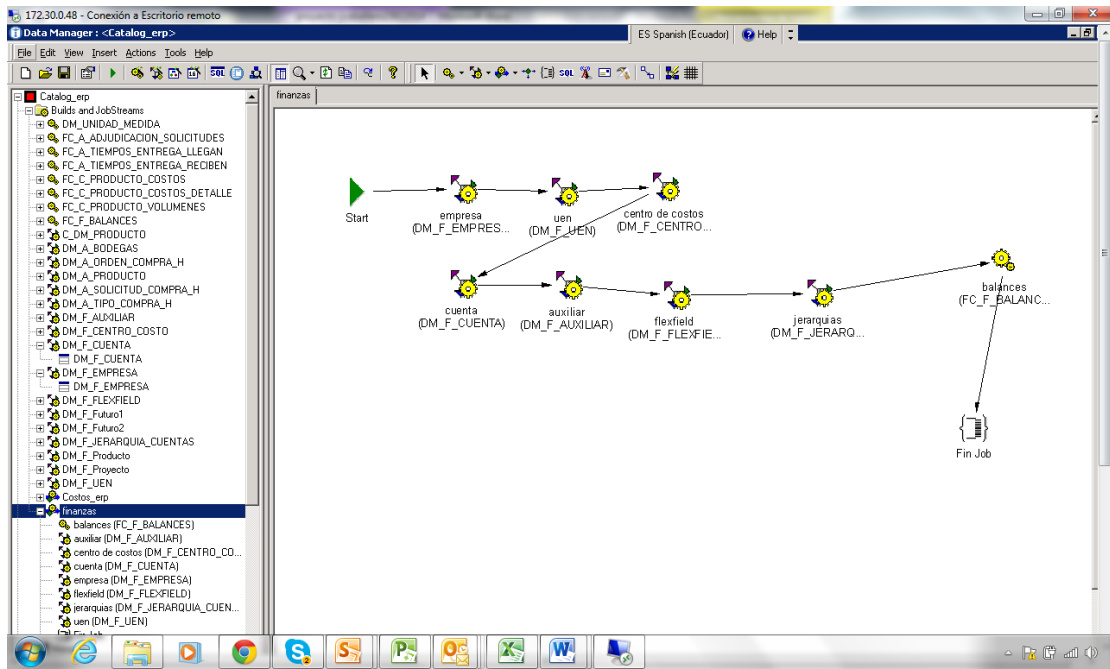 172.30.0.48 - Conexión a Escritorio remoto
Data Manager : <Catalog_erp>
ES Spanish (Ecuador) Help
File Edit View Insert Actions Tools Help
SQL SQL
Catalog_erp
Builds and JobStreams
DM_UNIDAD_MEDIDA
FC_A_ADJUDICACION_SOLICITUDES
FC_A_TIEMPOS_ENTREGA_LLEGAN
FC_A_TIEMPOS_ENTREGA_RECIBEN
FC_C_PRODUCTO_COSTOS
FC_C_PRODUCTO_COSTOS_DETALLE
FC_C_PRODUCTO_VOLUMENES
FC_F_BALANCES
C_DM_PRODUCTO
DM_A_BODEGAS
DM_A_ORDEN_COMPRA_H
DM_A_PRODUCTO
DM_A_SOLICITUD_COMPRA_H
DM_A_TIPO_COMPRA_H
DM_F_AUXILIAR
DM_F_CENTRO_COSTO
DM_F_CUENTA
DM_F_CUENTA
DM_F_EMPRESA
DM_F_EMPRESA
DM_F_FLEXFIELD
DM_F_Futuro1
DM_F_Futuro2
DM_F_JERARQUIA_CUENTAS
DM_F_Producto
DM_F_Proyecto
DM_F_UEN
Costos_erp
finanzas
balances (FC_F_BALANCES)
auxiliar (DM_F_AUXILIAR)
centro de costos (DM_F_CENTRO_CO...
cuenta (DM_F_CUENTA)
empresa (DM_F_EMPRESA)
flexfield (DM_F_FLEXFIELD)
jerarquias (DM_F_JERARQUIA_CUEN...
uen (DM_F_UEN)
Fin Job
finanzas
Start
empresa
(DM_F_EMPRES...
uen
(DM_F_UEN)
centro de costos
(DM_F_CENTRO...
cuenta
(DM_F_CUENTA)
auxiliar
(DM_F_AUXILIAR)
flexfield
(DM_F_FLEXFIE...
jerarquias
(DM_F_JERARQ...
balances
(FC_F_BALANC...
Fin Job